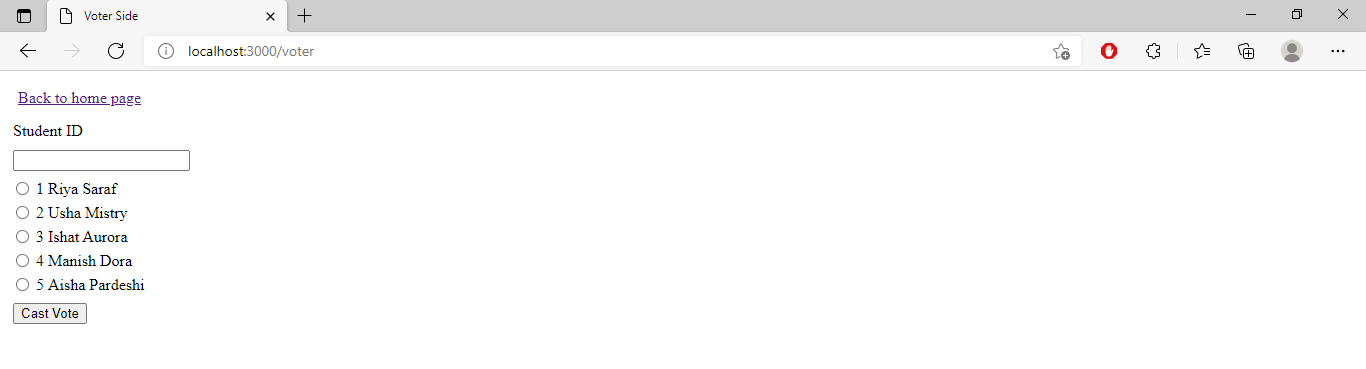 Voter Side
localhost:3000/voter
Back to home page
Student ID
1 Riya Saraf
2 Usha Mistry
3 Ishat Aurora
4 Manish Dora
5 Aisha Pardeshi
Cast Vote